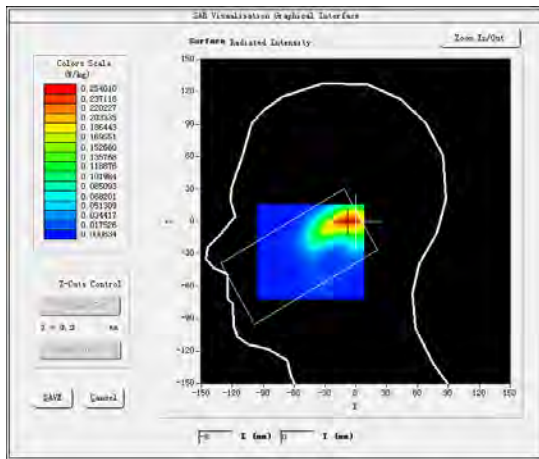 SAR Visualisation Graphical Interface
Surface Radiated Intensity
Zoom In/Out
Colors Scale
(W/kg)
0.254010
0.237118
0.220227
0.203335
0.186443
0.169551
0.152660
0.135768
0.118876
0.101984
0.085093
0.068201
0.051309
0.034417
0.017526
0.000634
150
120
90
60
30
0
-30
-60
-90
-120
-150
-150 -120 -90 -60 -30 0 30 60 90 120 150
Z-Cuts Control
SAVE
Cancel
(mm) 0
(mm)